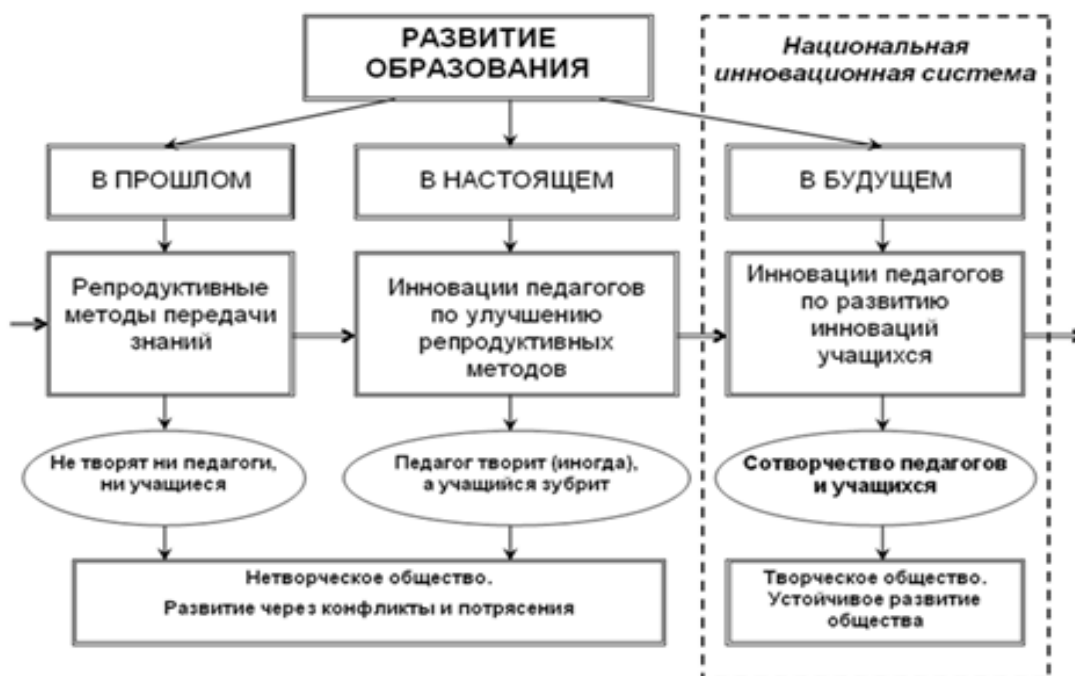 РАЗВИТИЕ
ОБРАЗОВАНИЯ
Национальная
инновационная система
В ПРОШЛОМ
В НАСТОЯЩЕМ
В БУДУЩЕМ
Репродуктивные
методы передачи
знаний
Инновации педагогов
по улучшению
репродуктивных
методов
Инновации педагогов
по развитию
инноваций
учащихся
Не творят ни педагоги,
ни учащиеся
Педагог творит (иногда),
а учащийся зубрит
Сотворчество педагогов
и учащихся
Нетворческое общество.
Развитие через конфликты и потрясения
Творческое общество.
Устойчивое развитие
общества